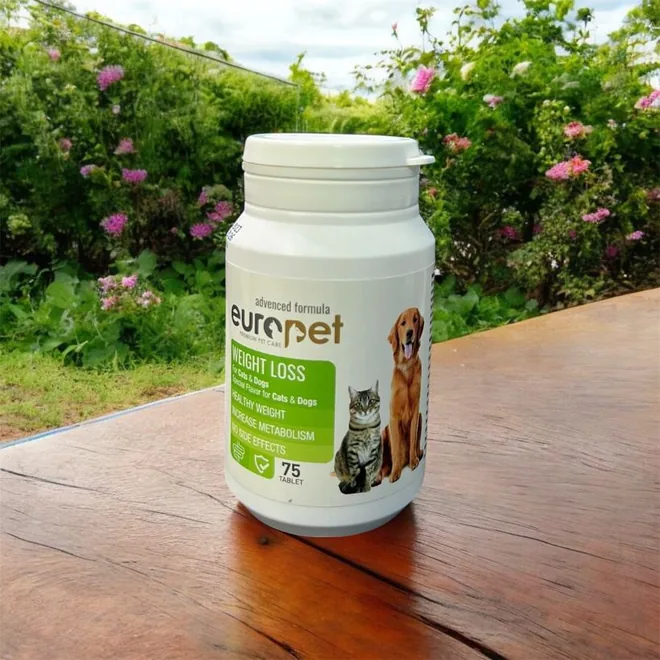 advenced formula
europet
PREMIUM PET CARE
WEIGHT LOSS
For Cats & Dogs
Special Flavor for Cats & Dogs
HEALTHY WEIGHT
INCREASE METABOLISM
NO SIDE EFFECTS
75
TABLET